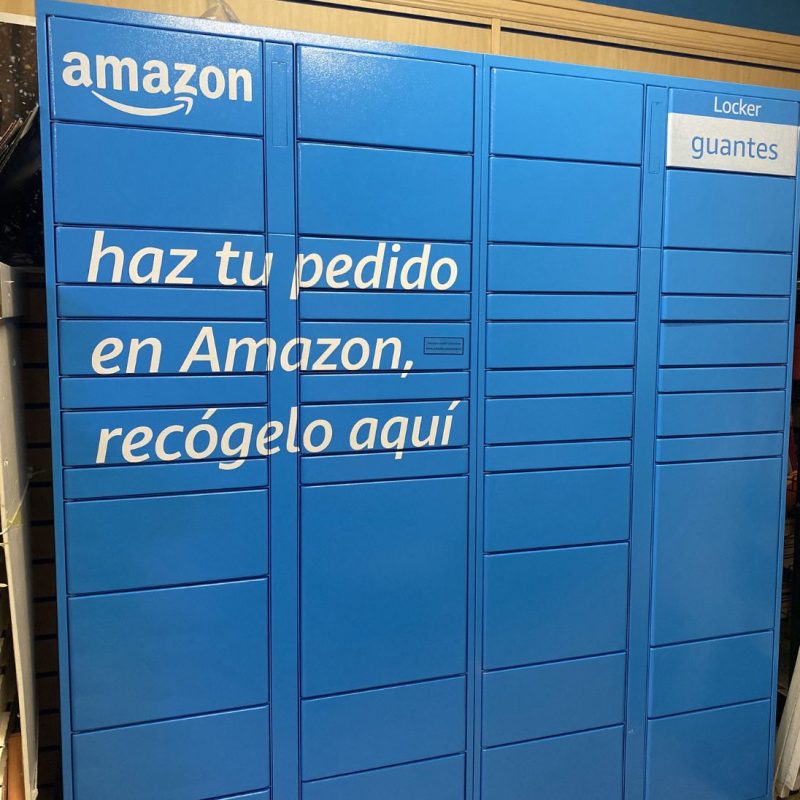 amazon
Locker
guantes
haz tu pedido
en Amazon,
recógelo aquí